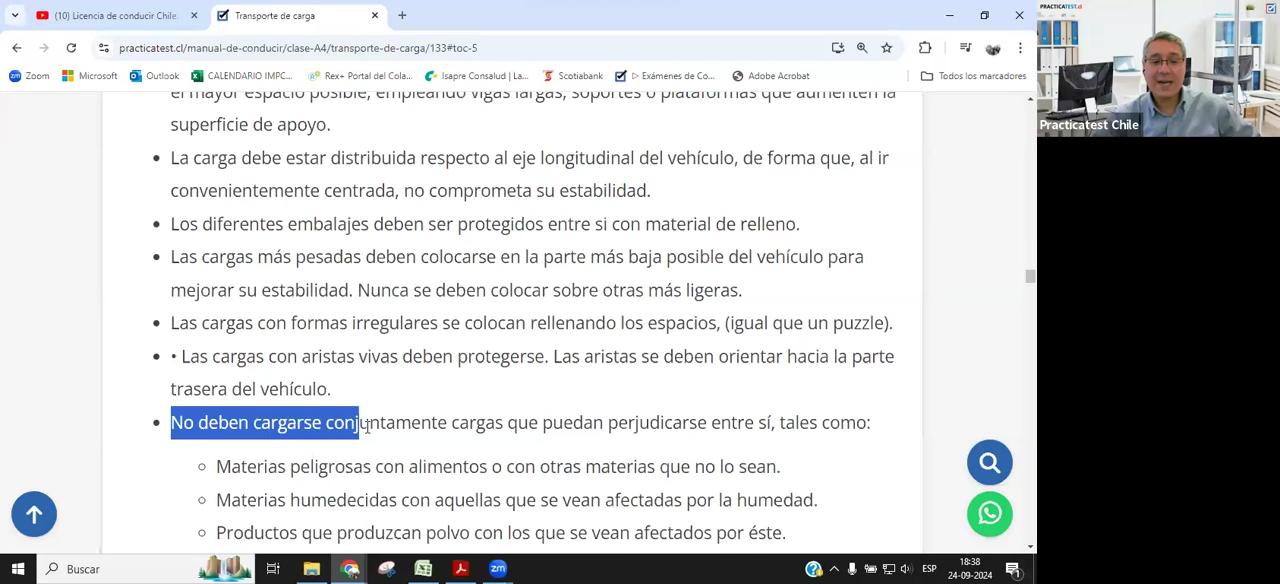 (10) Licencia de conducir Chile
Transporte de carga
practicatest.cl/manual-de-conducir/clase-A4/transporte-de-carga/133#toc-5
Zoom
Microsoft
Outlook
CALENDARIO IMPC...
Rex+ Portal del Cola...
Isapre Consalud | La...
Scotiabank
▷ Exámenes de Co...
Adobe Acrobat
Todos los marcadores
PRACTICATEST.cl
Practicatest Chile
el mayor espacio posible, empleando vigas largas, soportes o plataformas que aumenten la
superficie de apoyo.
• La carga debe estar distribuida respecto al eje longitudinal del vehículo, de forma que, al ir
convenientemente centrada, no comprometa su estabilidad.
• Los diferentes embalajes deben ser protegidos entre si con material de relleno.
• Las cargas más pesadas deben colocarse en la parte más baja posible del vehículo para
mejorar su estabilidad. Nunca se deben colocar sobre otras más ligeras.
• Las cargas con formas irregulares se colocan rellenando los espacios, (igual que un puzzle).
• • Las cargas con aristas vivas deben protegerse. Las aristas se deben orientar hacia la parte
trasera del vehículo.
• No deben cargarse conjuntamente cargas que puedan perjudicarse entre sí, tales como:
○ Materias peligrosas con alimentos o con otras materias que no lo sean.
○ Materias humedecidas con aquellas que se vean afectadas por la humedad.
○ Productos que produzcan polvo con los que se vean afectados por éste.
Buscar
ESP
18:38
24-09-2024